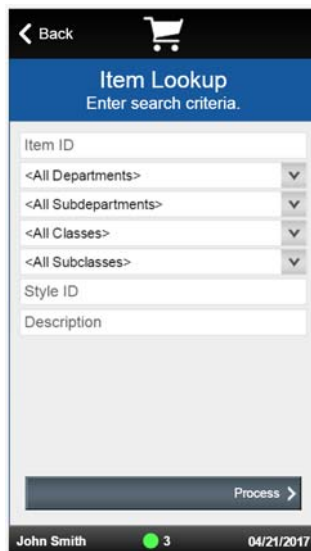 Back
Item Lookup
Enter search criteria.
Item ID
<All Departments>
<All Subdepartments>
<All Classes>
<All Subclasses>
Style ID
Description
Process
John Smith 3 04/21/2017